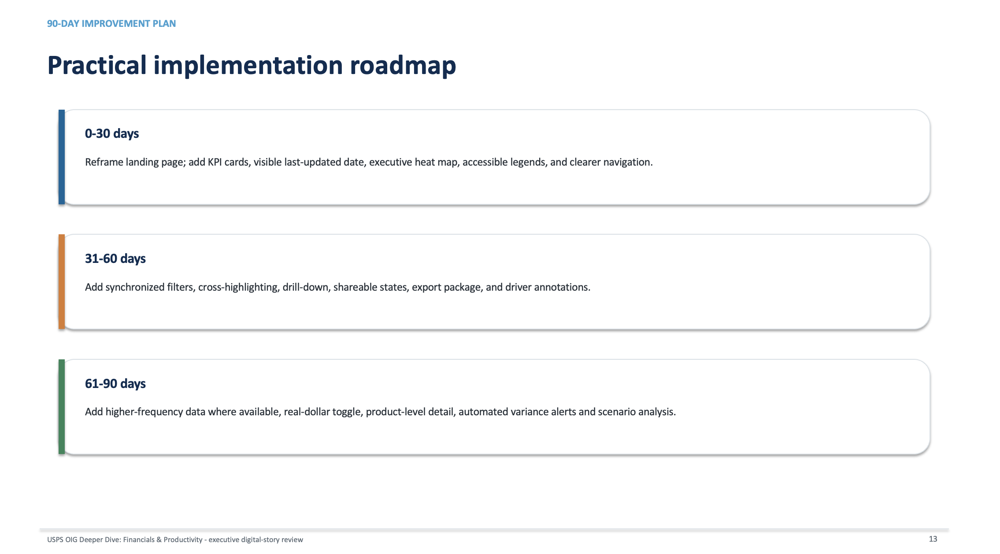 90-DAY IMPROVEMENT PLAN
Practical implementation roadmap
0-30 days
Reframe landing page; add KPI cards, visible last-updated date, executive heat map, accessible legends, and clearer navigation.
31-60 days
Add synchronized filters, cross-highlighting, drill-down, shareable states, export package, and driver annotations.
61-90 days
Add higher-frequency data where available, real-dollar toggle, product-level detail, automated variance alerts and scenario analysis.
USPS OIG Deeper Dive: Financials & Productivity - executive digital-story review
13